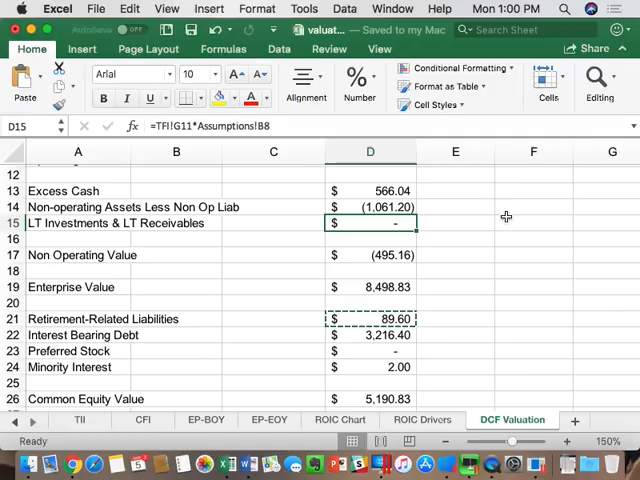 Excel File Edit View Insert Format Tools Data Window Help Mon 1:00 PM
AutoSave OFF valuat... — Saved to my Mac Search Sheet
Home Insert Page Layout Formulas Data Review View Share
Arial 10 A A Conditional Formatting
Format as Table
Cell Styles
Paste B I U A Alignment % Number Cells Editing
D15 fx =TFI!G11*Assumptions!B8
A B C D E F G
12
13 Excess Cash $ 566.04
14 Non-operating Assets Less Non Op Liab $ (1,061.20)
15 LT Investments & LT Receivables $ -
16
17 Non Operating Value $ (495.16)
18
19 Enterprise Value $ 8,498.83
20
21 Retirement-Related Liabilities $ 89.60
22 Interest Bearing Debt $ 3,216.40
23 Preferred Stock $ -
24 Minority Interest $ 2.00
25
26 Common Equity Value $ 5,190.83
TII CFI EP-BOY EP-EOY ROIC Chart ROIC Drivers DCF Valuation +
Ready 150%